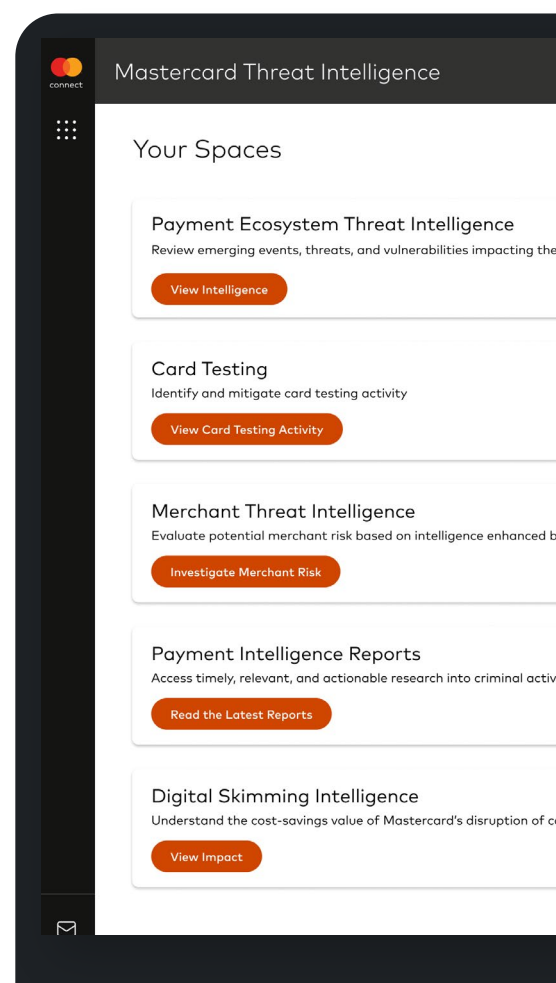 connect
Mastercard Threat Intelligence
Your Spaces
Payment Ecosystem Threat Intelligence
Review emerging events, threats, and vulnerabilities impacting the
View Intelligence
Card Testing
Identify and mitigate card testing activity
View Card Testing Activity
Merchant Threat Intelligence
Evaluate potential merchant risk based on intelligence enhanced b
Investigate Merchant Risk
Payment Intelligence Reports
Access timely, relevant, and actionable research into criminal activ
Read the Latest Reports
Digital Skimming Intelligence
Understand the cost-savings value of Mastercard’s disruption of c
View Impact